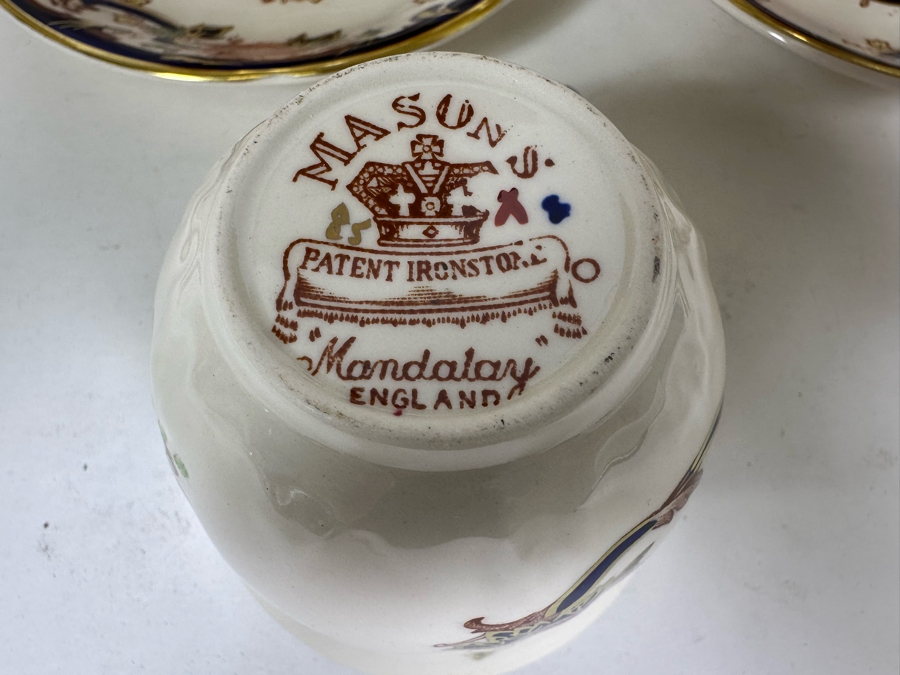 MASON'S.
PATENT IRONSTONE
"Mandalay"
ENGLAND